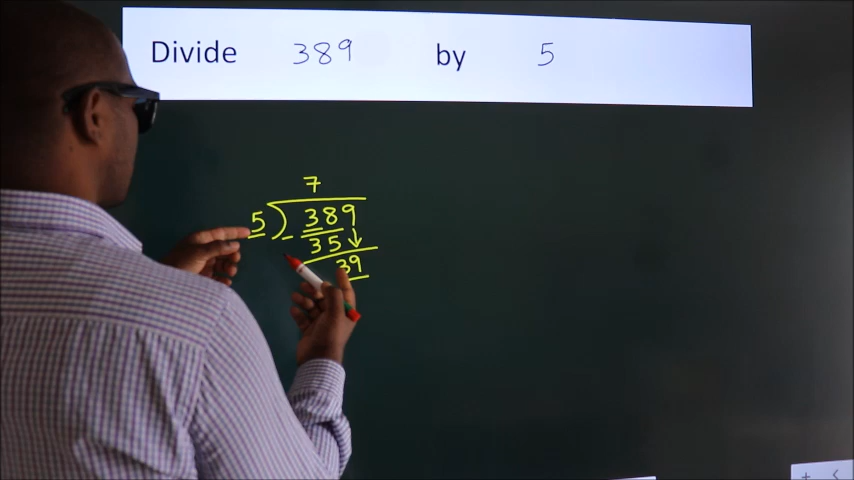 Divide 389 by 5
7
5 ) 389
- 35 ↓
39
+ <